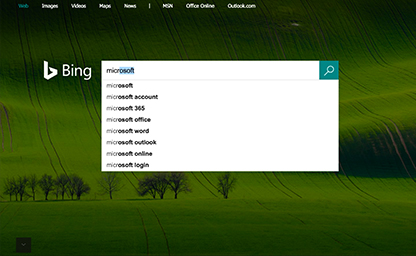 Web Images Videos Maps News | MSN Office Online Outlook.com
Bing
microsoft
microsoft
microsoft account
microsoft 365
microsoft office
microsoft word
microsoft outlook
microsoft online
microsoft login